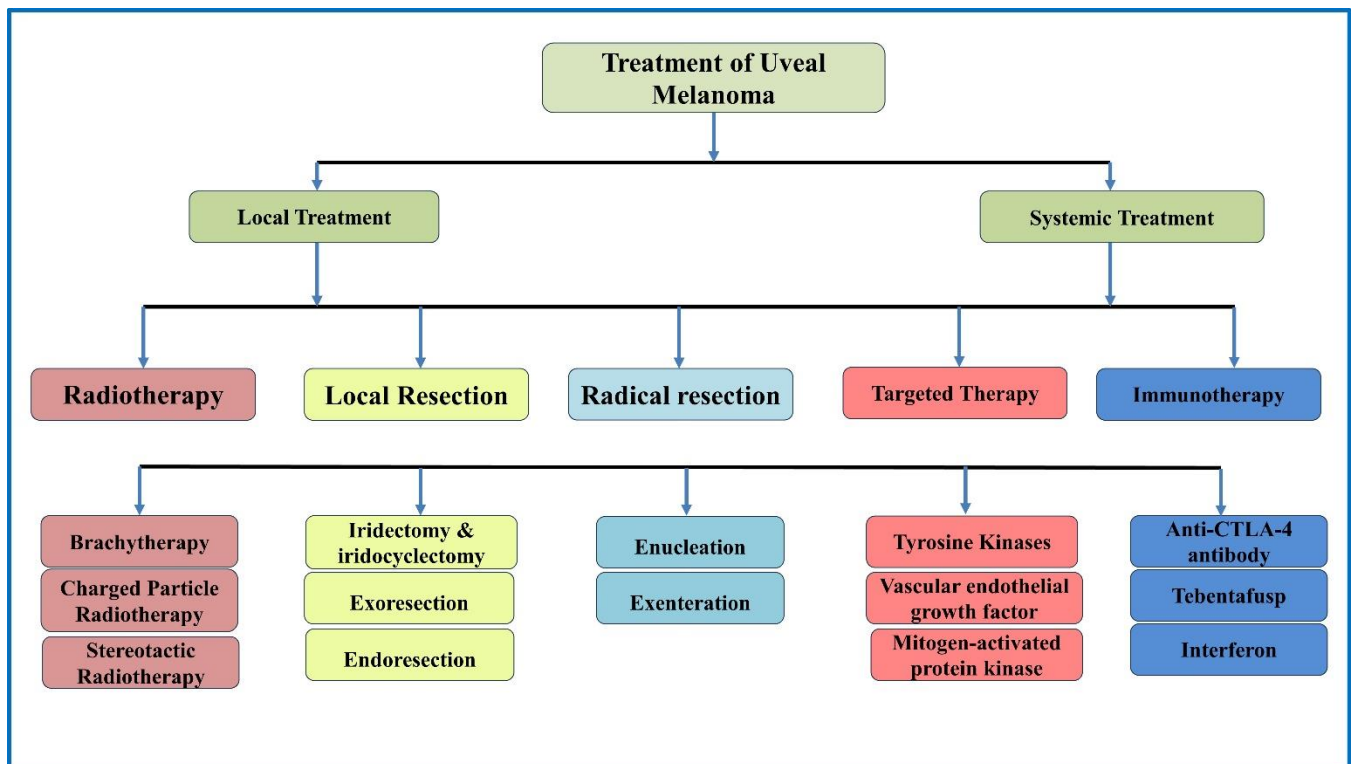 Treatment of Uveal
Melanoma
Local Treatment
Systemic Treatment
Radiotherapy
Local Resection
Radical resection
Targeted Therapy
Immunotherapy
Brachytherapy
Charged Particle
Radiotherapy
Stereotactic
Radiotherapy
Iridectomy &
iridocyclectomy
Exoresection
Endoresection
Enucleation
Exenteration
Tyrosine Kinases
Vascular endothelial
growth factor
Mitogen-activated
protein kinase
Anti-CTLA-4
antibody
Tebentafusp
Interferon